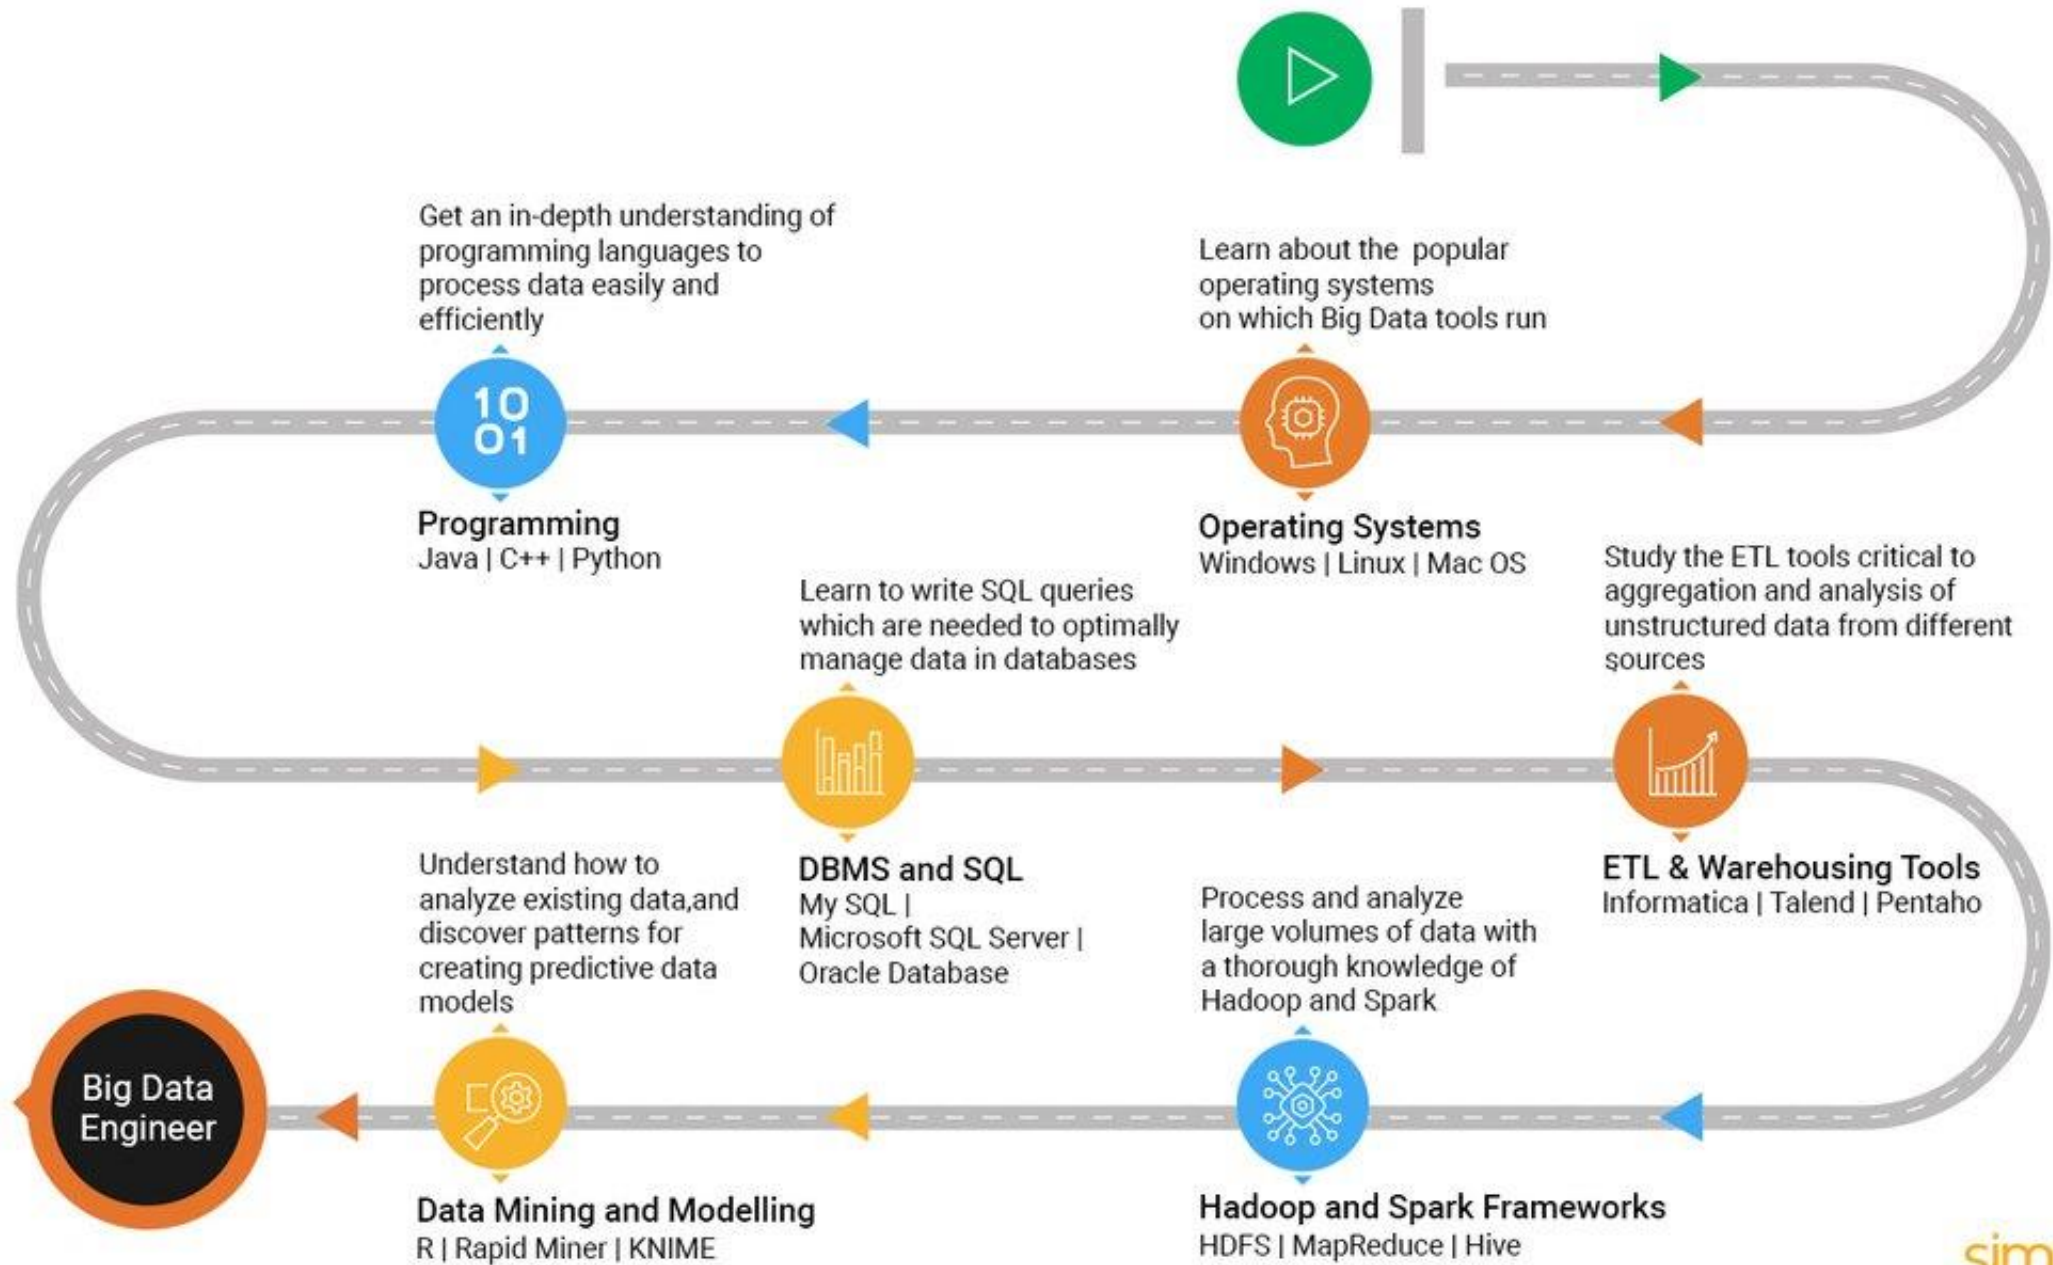 Learn about the  popular
operating systems
on which Big Data tools run
Operating Systems
Windows | Linux | Mac OS
Get an in-depth understanding of
programming languages to
process data easily and
efficiently
10
01
Programming
Java | C++ | Python
Learn to write SQL queries
which are needed to optimally
manage data in databases
DBMS and SQL
My SQL |
Microsoft SQL Server |
Oracle Database
Study the ETL tools critical to
aggregation and analysis of
unstructured data from different
sources
ETL & Warehousing Tools
Informatica | Talend | Pentaho
Process and analyze
large volumes of data with
a thorough knowledge of
Hadoop and Spark
Hadoop and Spark Frameworks
HDFS | MapReduce | Hive
Understand how to
analyze existing data,and
discover patterns for
creating predictive data
models
Data Mining and Modelling
R | Rapid Miner | KNIME
Big Data
Engineer